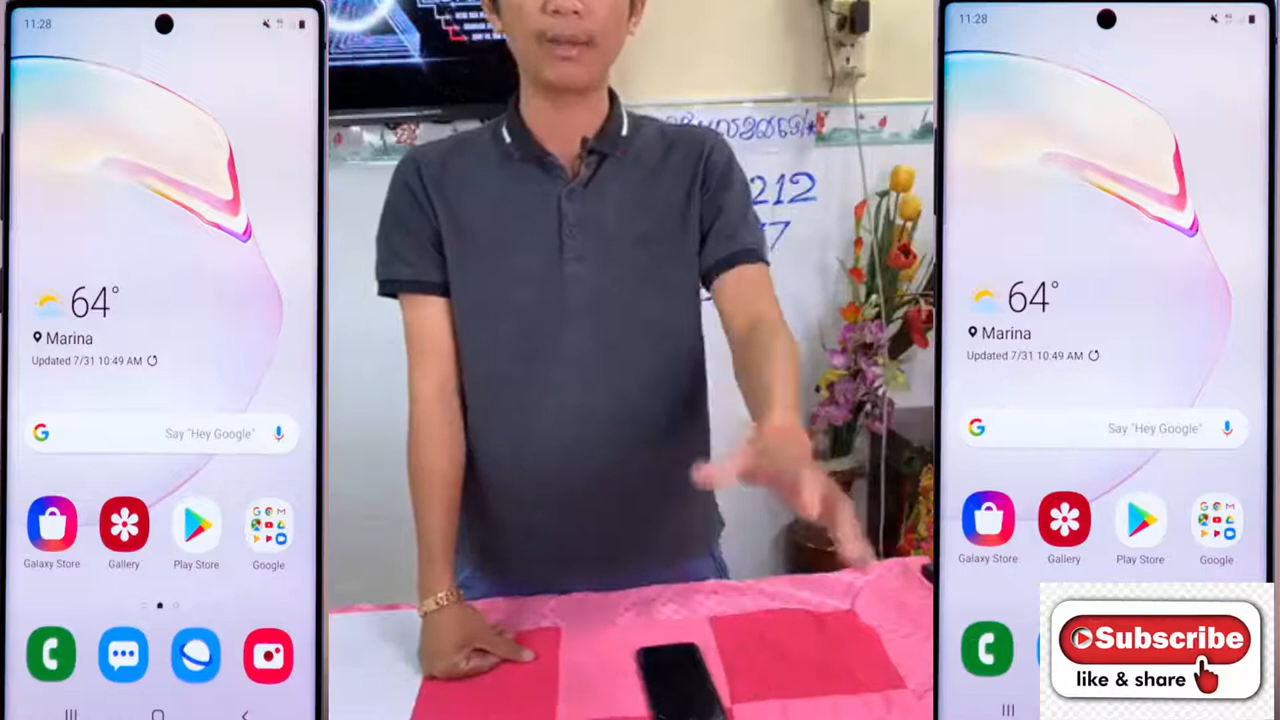 11:28
64°
Marina
Updated 7/31 10:49 AM
Say "Hey Google"
Galaxy Store
Gallery
Play Store
Google
212
11:28
64°
Marina
Updated 7/31 10:49 AM
Say "Hey Google"
Galaxy Store
Gallery
Play Store
Google
Subscribe
like & share